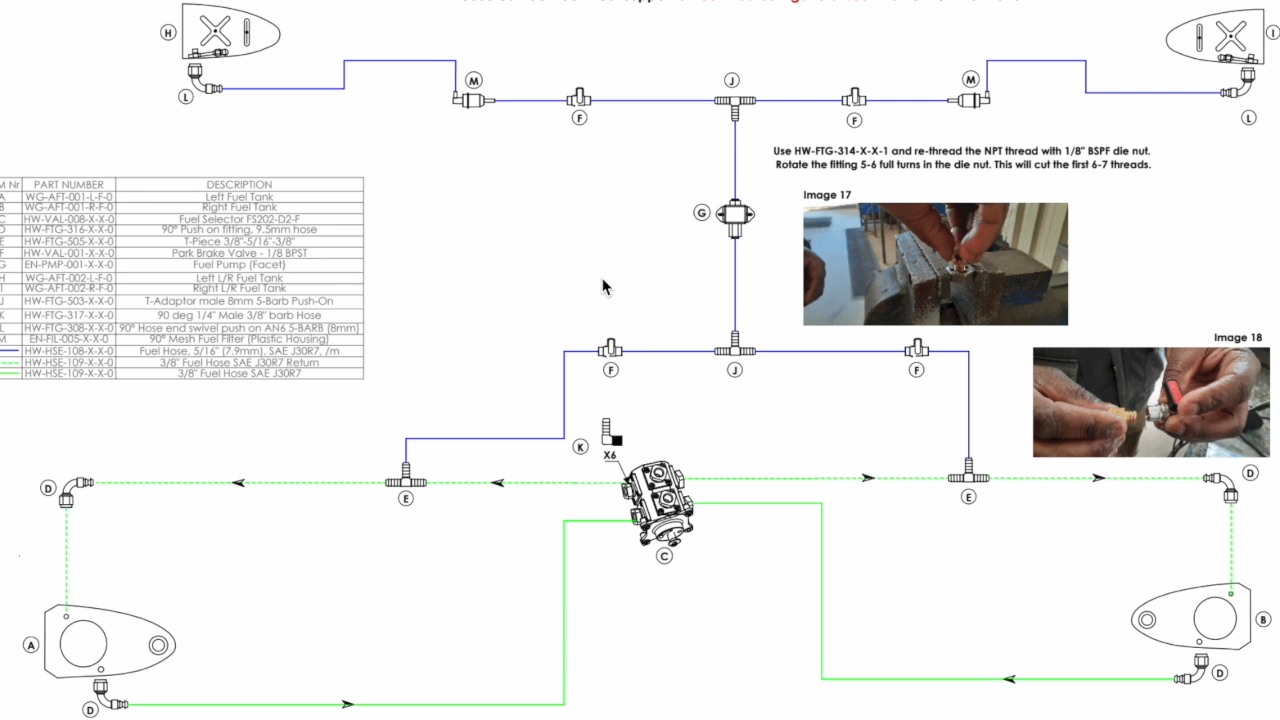 H
I
L
M
F
J
F
M
L
Use HW-FTG-314-X-X-1 and re-thread the NPT thread with 1/8" BSPF die nut.
Rotate the fitting 5-6 full turns in the die nut. This will cut the first 6-7 threads.
Image 17
M Nr PART NUMBER DESCRIPTION
A WG-AFT-001-L-F-0 Left Fuel Tank
B WG-AFT-001-R-F-0 Right Fuel Tank
C HW-VAL-008-X-X-0 Fuel Selector FS202-D2-F
D HW-FTG-316-X-X-0 90° Push on fitting, 9.5mm hose
E HW-FTG-505-X-X-0 T-Piece 3/8"-5/16"-3/8"
F HW-VAL-001-X-X-0 Park Brake Valve - 1/8 BPST
G EN-PMP-001-X-X-0 Fuel Pump (Facet)
H WG-AFT-002-L-F-0 Left L/R Fuel Tank
I WG-AFT-002-R-F-0 Right L/R Fuel Tank
J HW-FTG-503-X-X-0 T-Adaptor male 8mm 5-Barb Push-On
K HW-FTG-317-X-X-0 90 deg 1/4" Male 3/8" barb Hose
L HW-FTG-308-X-X-0 90° Hose end swivel push on AN6 5-BARB (8mm)
M EN-FIL-005-X-X-0 90° Mesh Fuel Filter (Plastic Housing)
HW-HSE-108-X-X-0 Fuel Hose, 5/16" (7.9mm), SAE J30R7, /m
HW-HSE-109-X-X-0 3/8" Fuel Hose SAE J30R7 Return
HW-HSE-109-X-X-0 3/8" Fuel Hose SAE J30R7
G
Image 18
F
J
F
K
X6
D
E
C
E
D
A
B
D
D